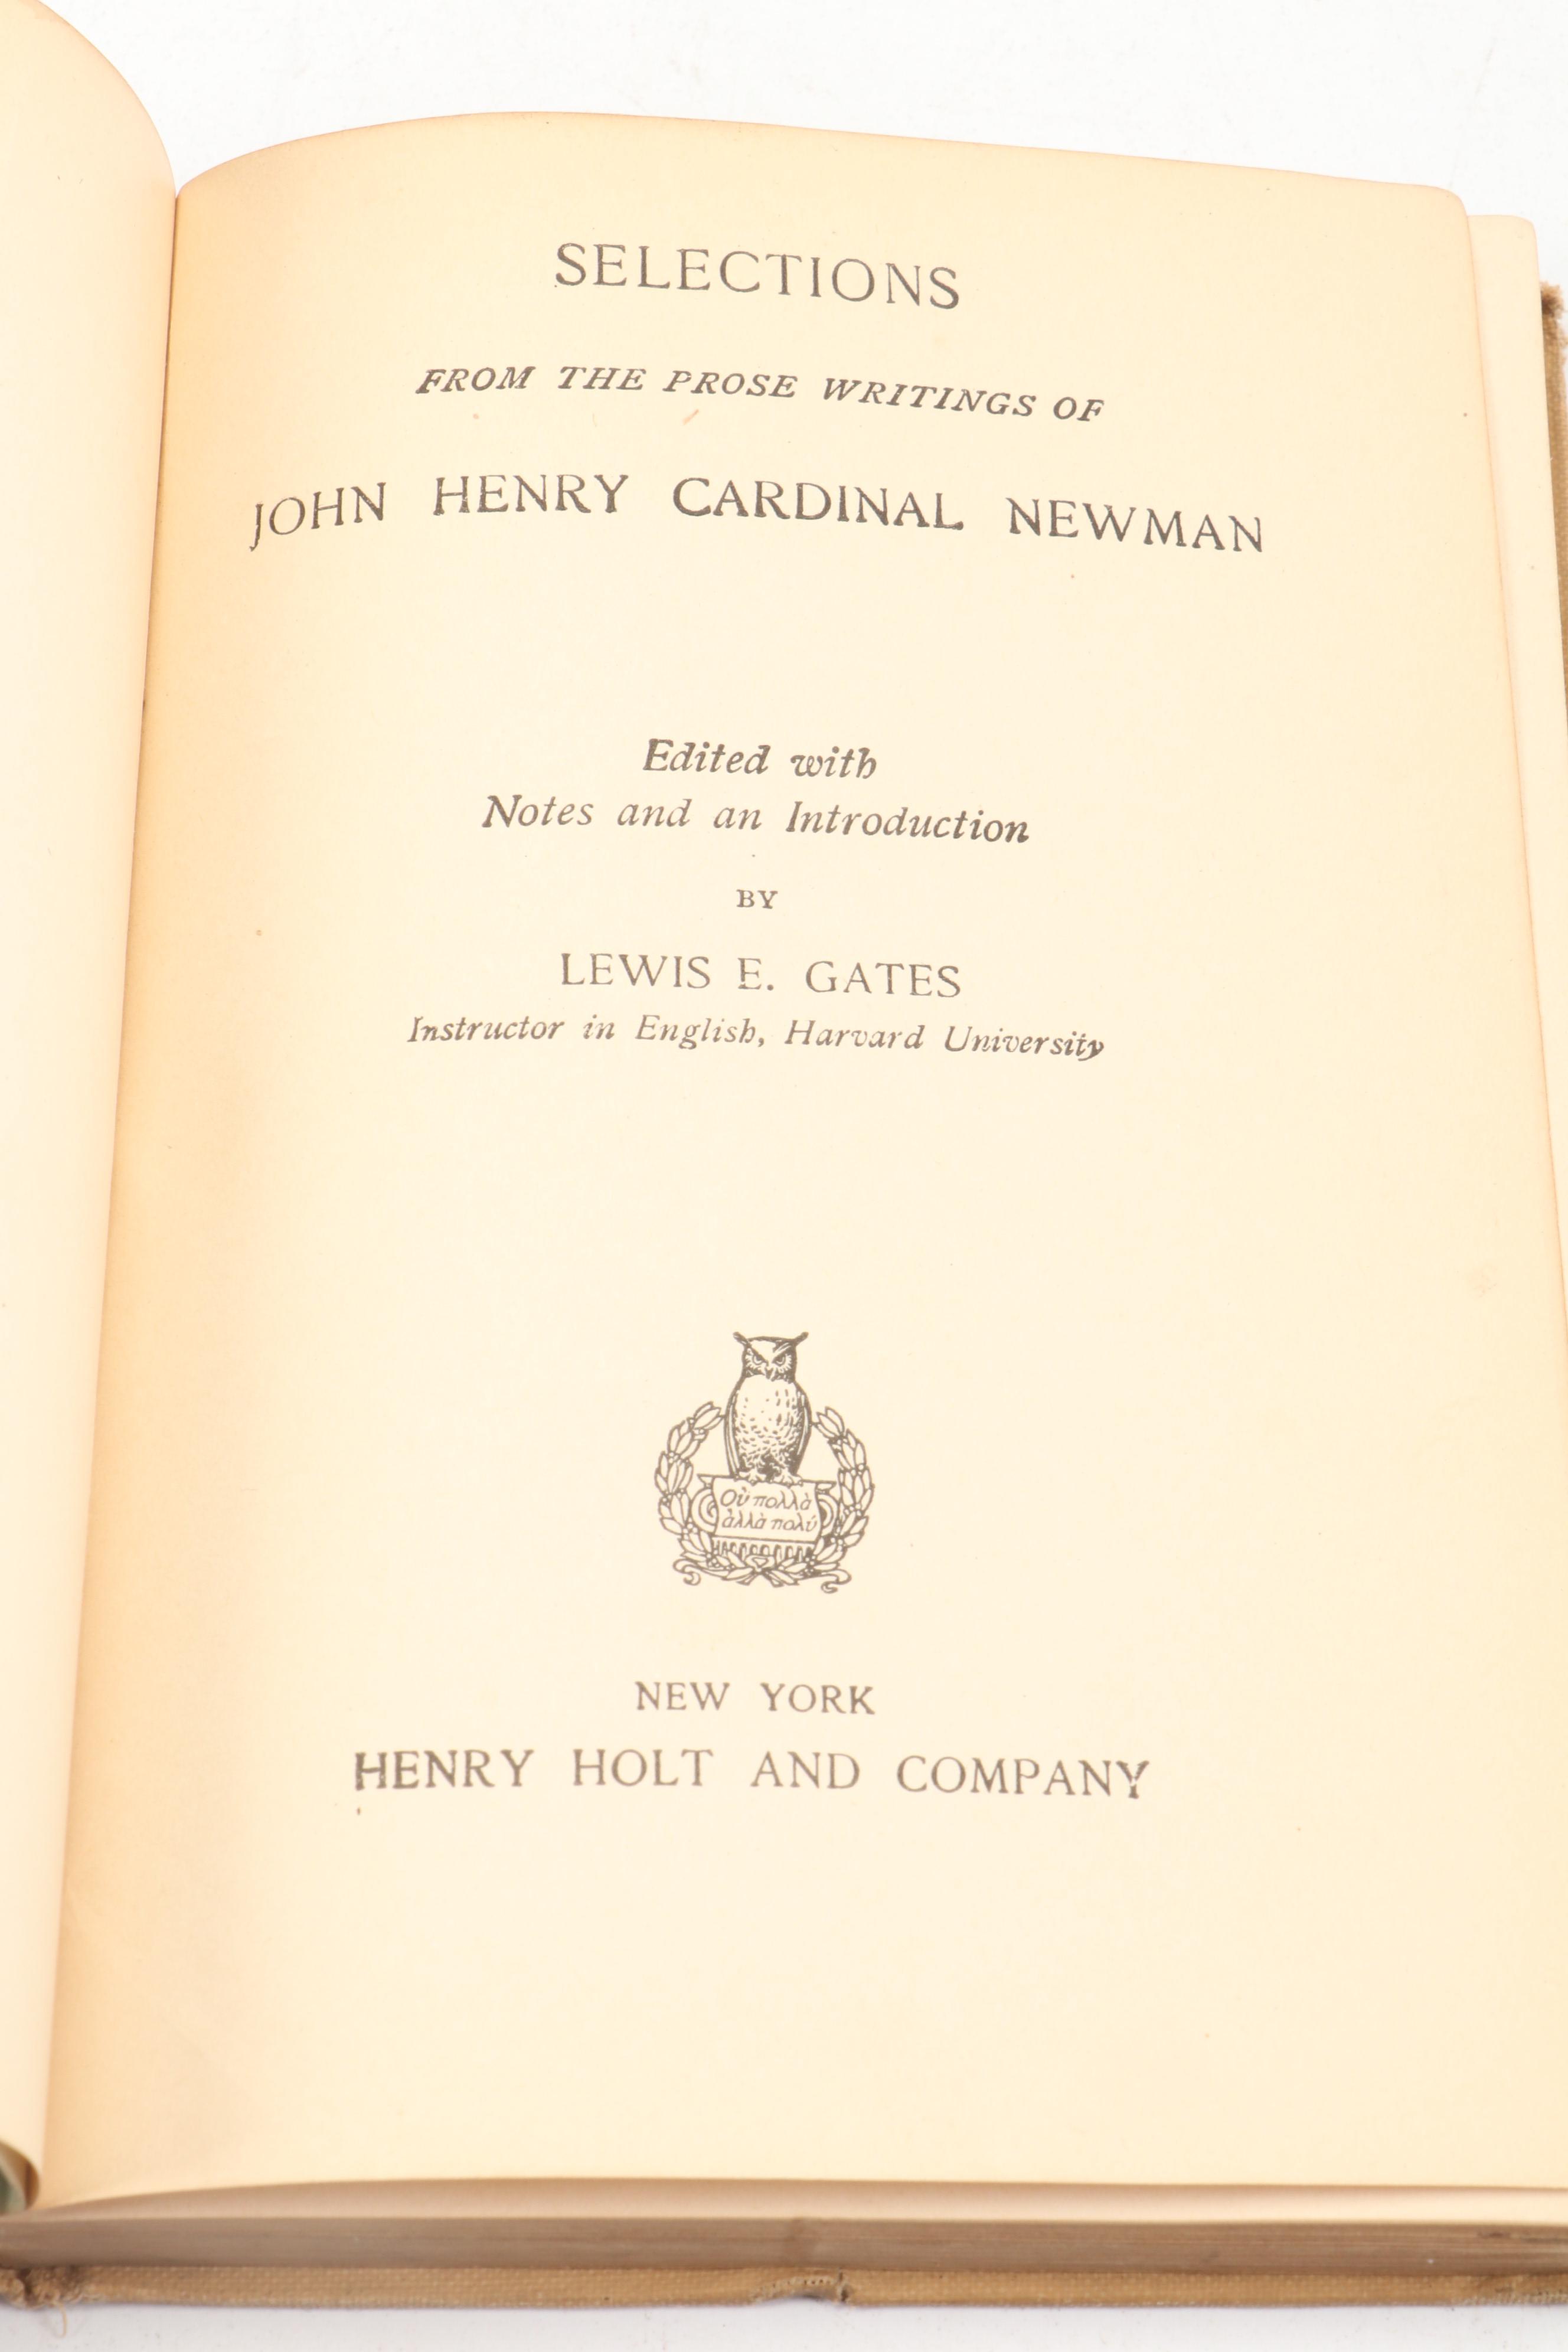 SELECTIONS
FROM THE PROSE WRITINGS OF
JOHN HENRY CARDINAL NEWMAN
Edited with
Notes and an Introduction
BY
LEWIS E. GATES
Instructor in English, Harvard University
Οὐ πολλὰ
ἀλλὰ πολύ
NEW YORK
HENRY HOLT AND COMPANY